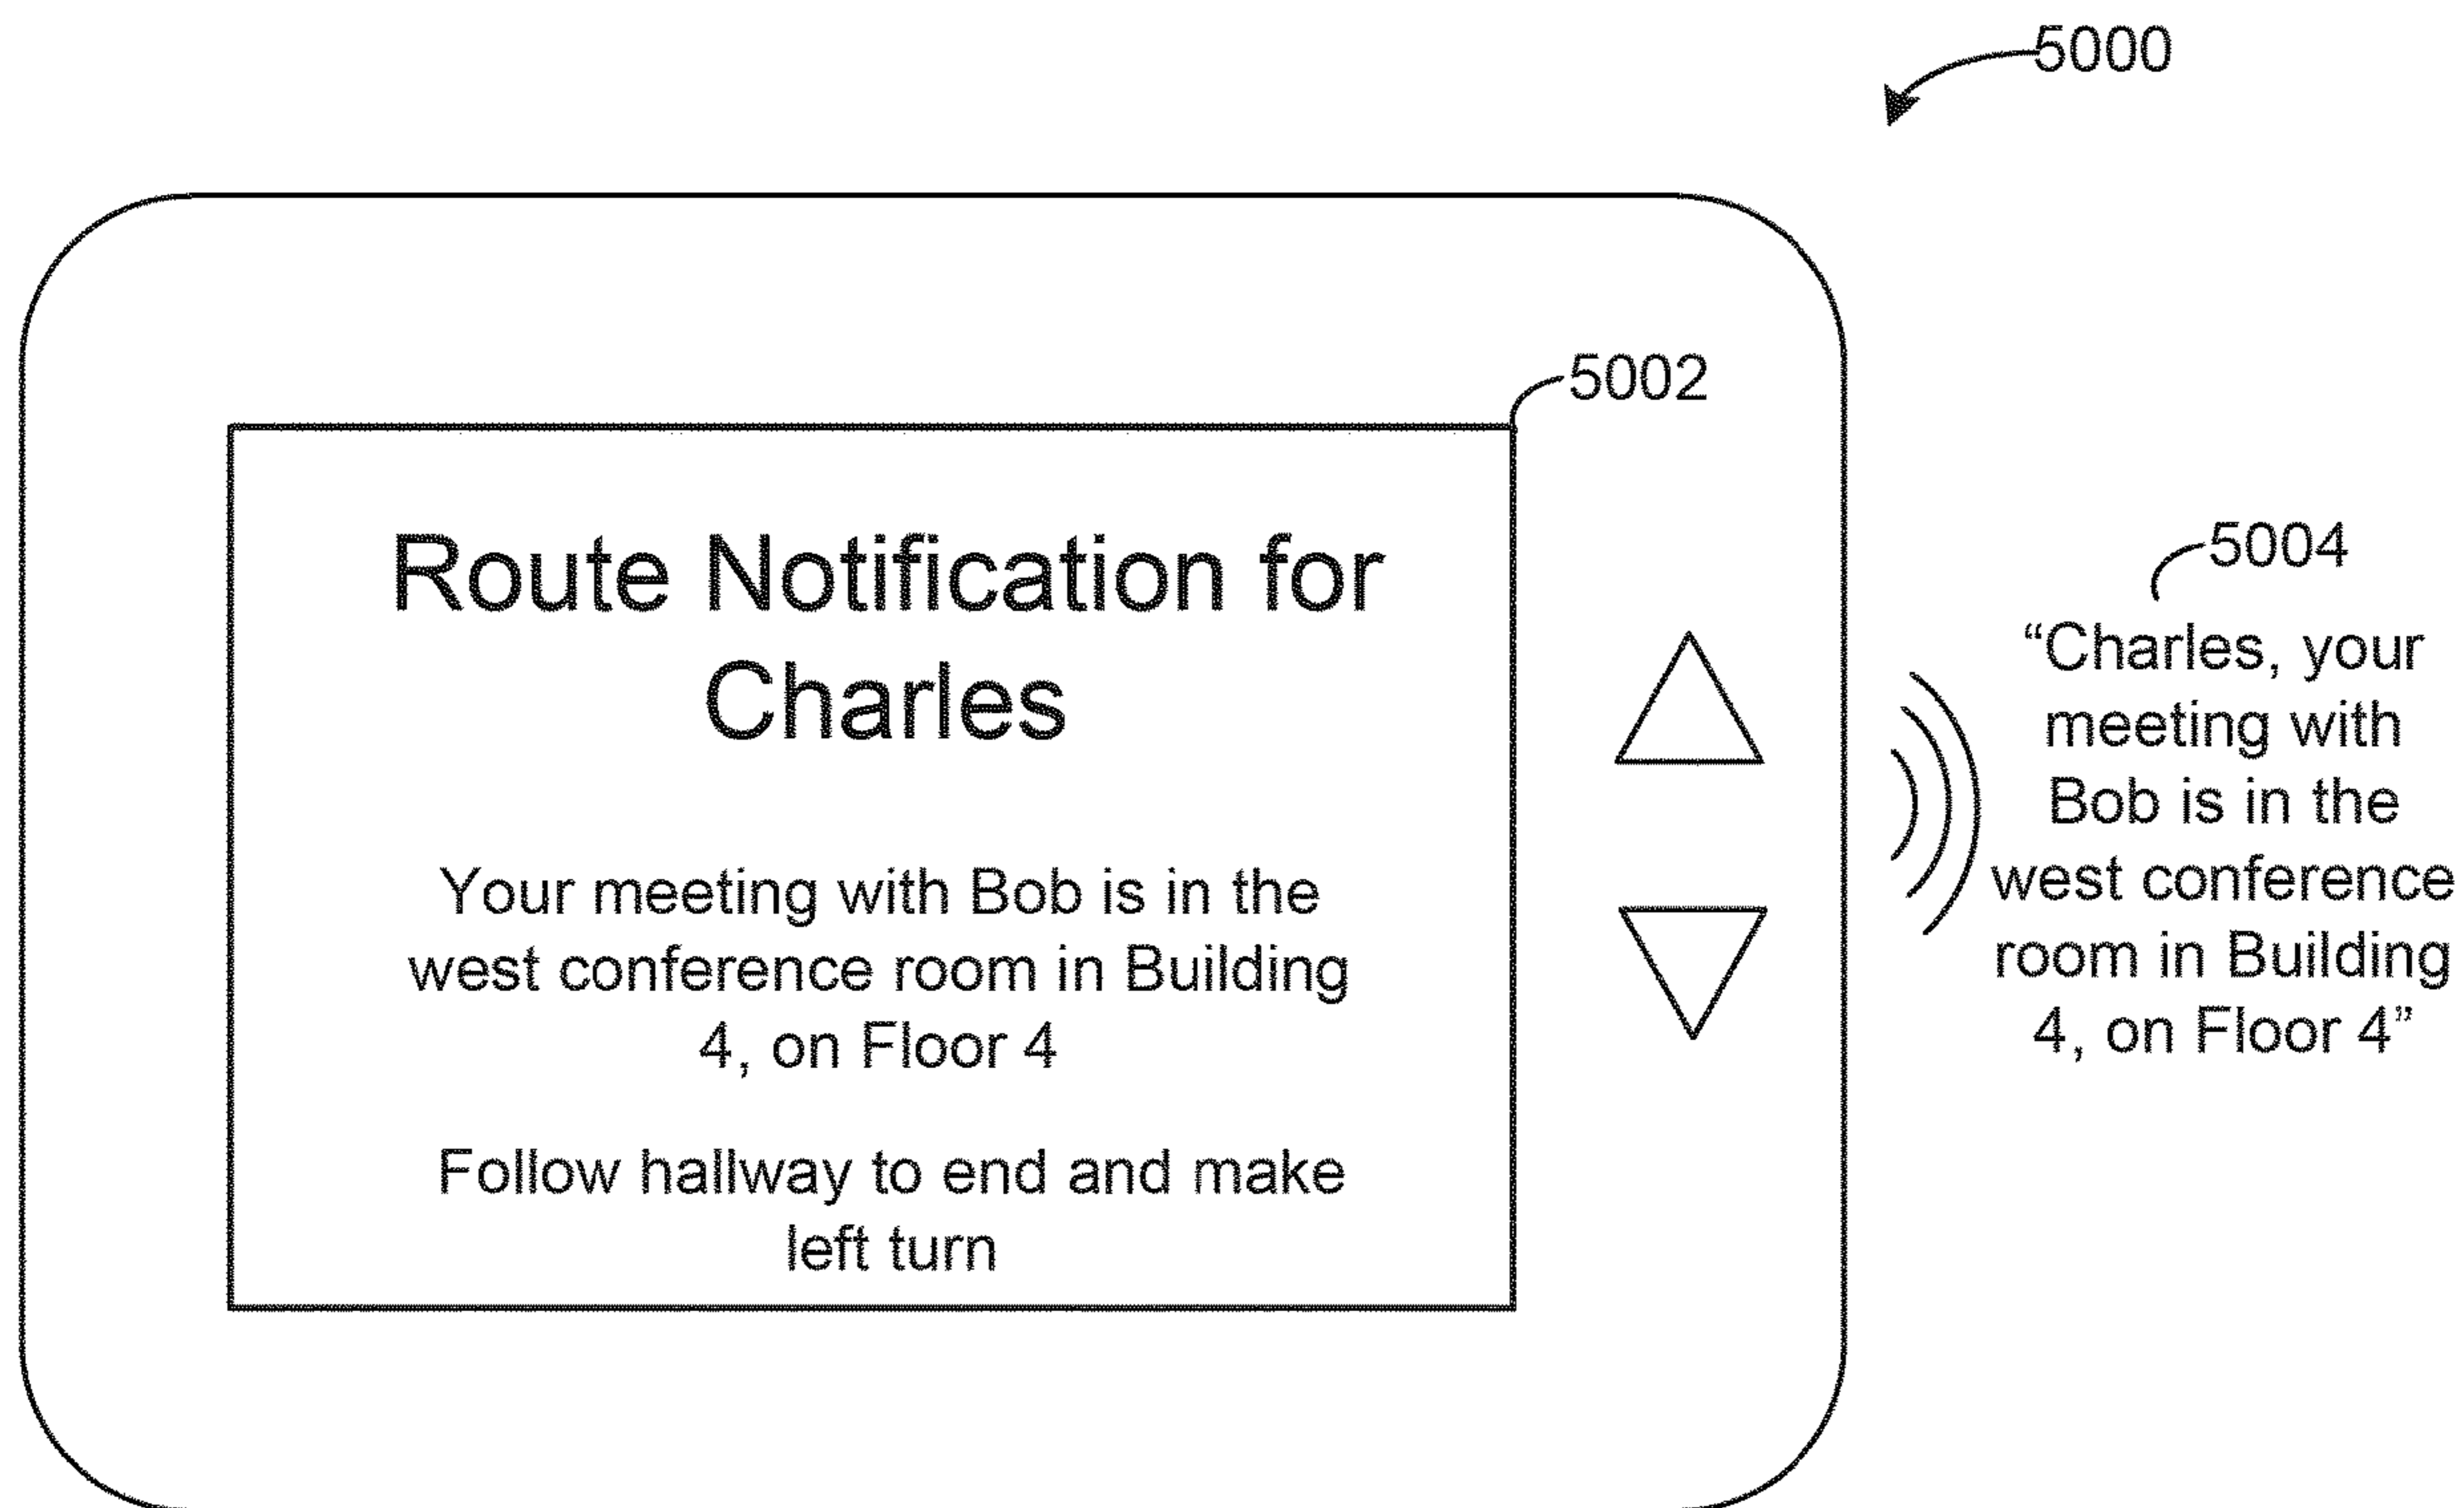 5000
5002
Route Notification for
Charles
Your meeting with Bob is in the
west conference room in Building
4, on Floor 4
Follow hallway to end and make
left turn
5004
“Charles, your
meeting with
Bob is in the
west conference
room in Building
4, on Floor 4”